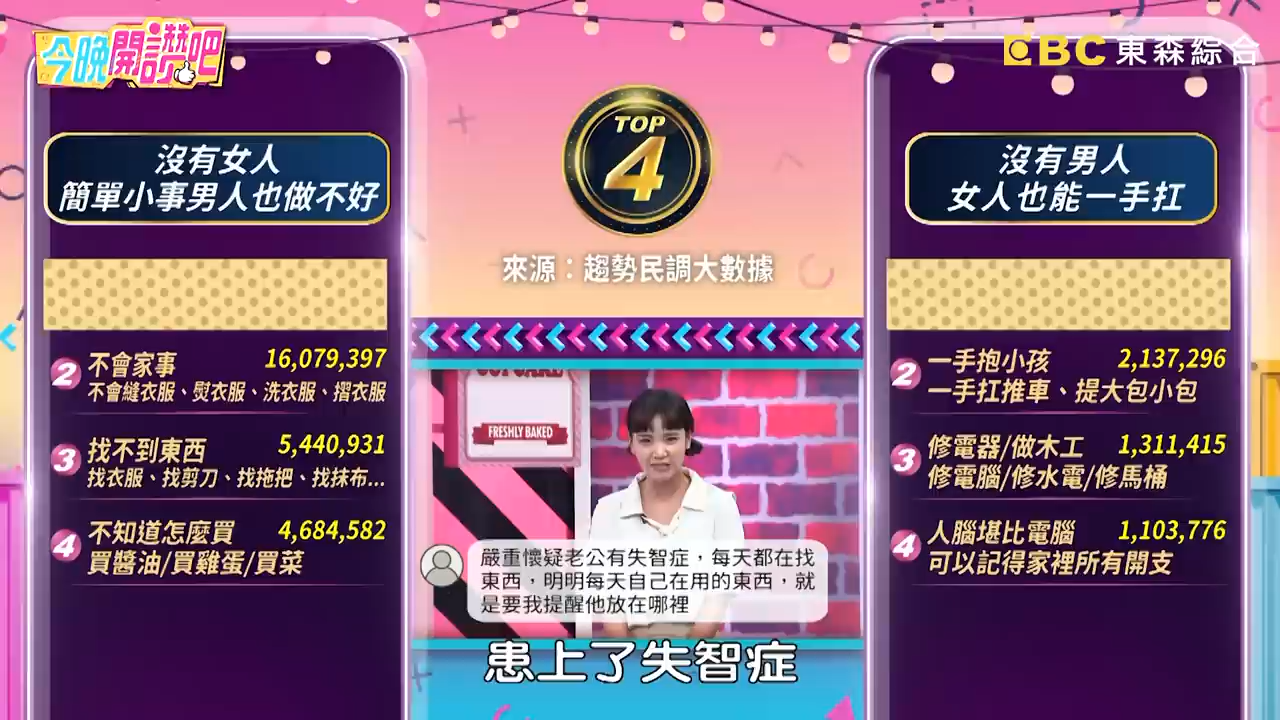 今晚開讚吧
EBC 東森綜合
沒有女人
簡單小事男人也做不好
2 不會家事 16,079,397
不會縫衣服、熨衣服、洗衣服、摺衣服
3 找不到東西 5,440,931
找衣服、找剪刀、找拖把、找抹布...
4 不知道怎麼買 4,684,582
買醬油/買雞蛋/買菜
TOP
4
來源：趨勢民調大數據
CUPCAKE
FRESHLY BAKED
嚴重懷疑老公有失智症，每天都在找
東西，明明每天自己在用的東西，就
是要我提醒他放在哪裡
患上了失智症
沒有男人
女人也能一手扛
2 一手抱小孩 2,137,296
一手扛推車、提大包小包
3 修電器/做木工 1,311,415
修電腦/修水電/修馬桶
4 人腦堪比電腦 1,103,776
可以記得家裡所有開支